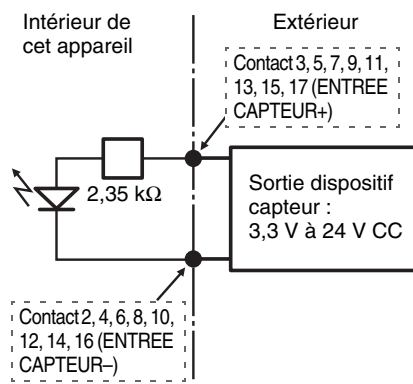 Intérieur de
cet appareil
Extérieur
Contact 3, 5, 7, 9, 11,
13, 15, 17 (ENTREE
CAPTEUR+)
2,35 kΩ
Sortie dispositif
capteur :
3,3 V à 24 V CC
Contact 2, 4, 6, 8, 10,
12, 14, 16 (ENTREE
CAPTEUR–)